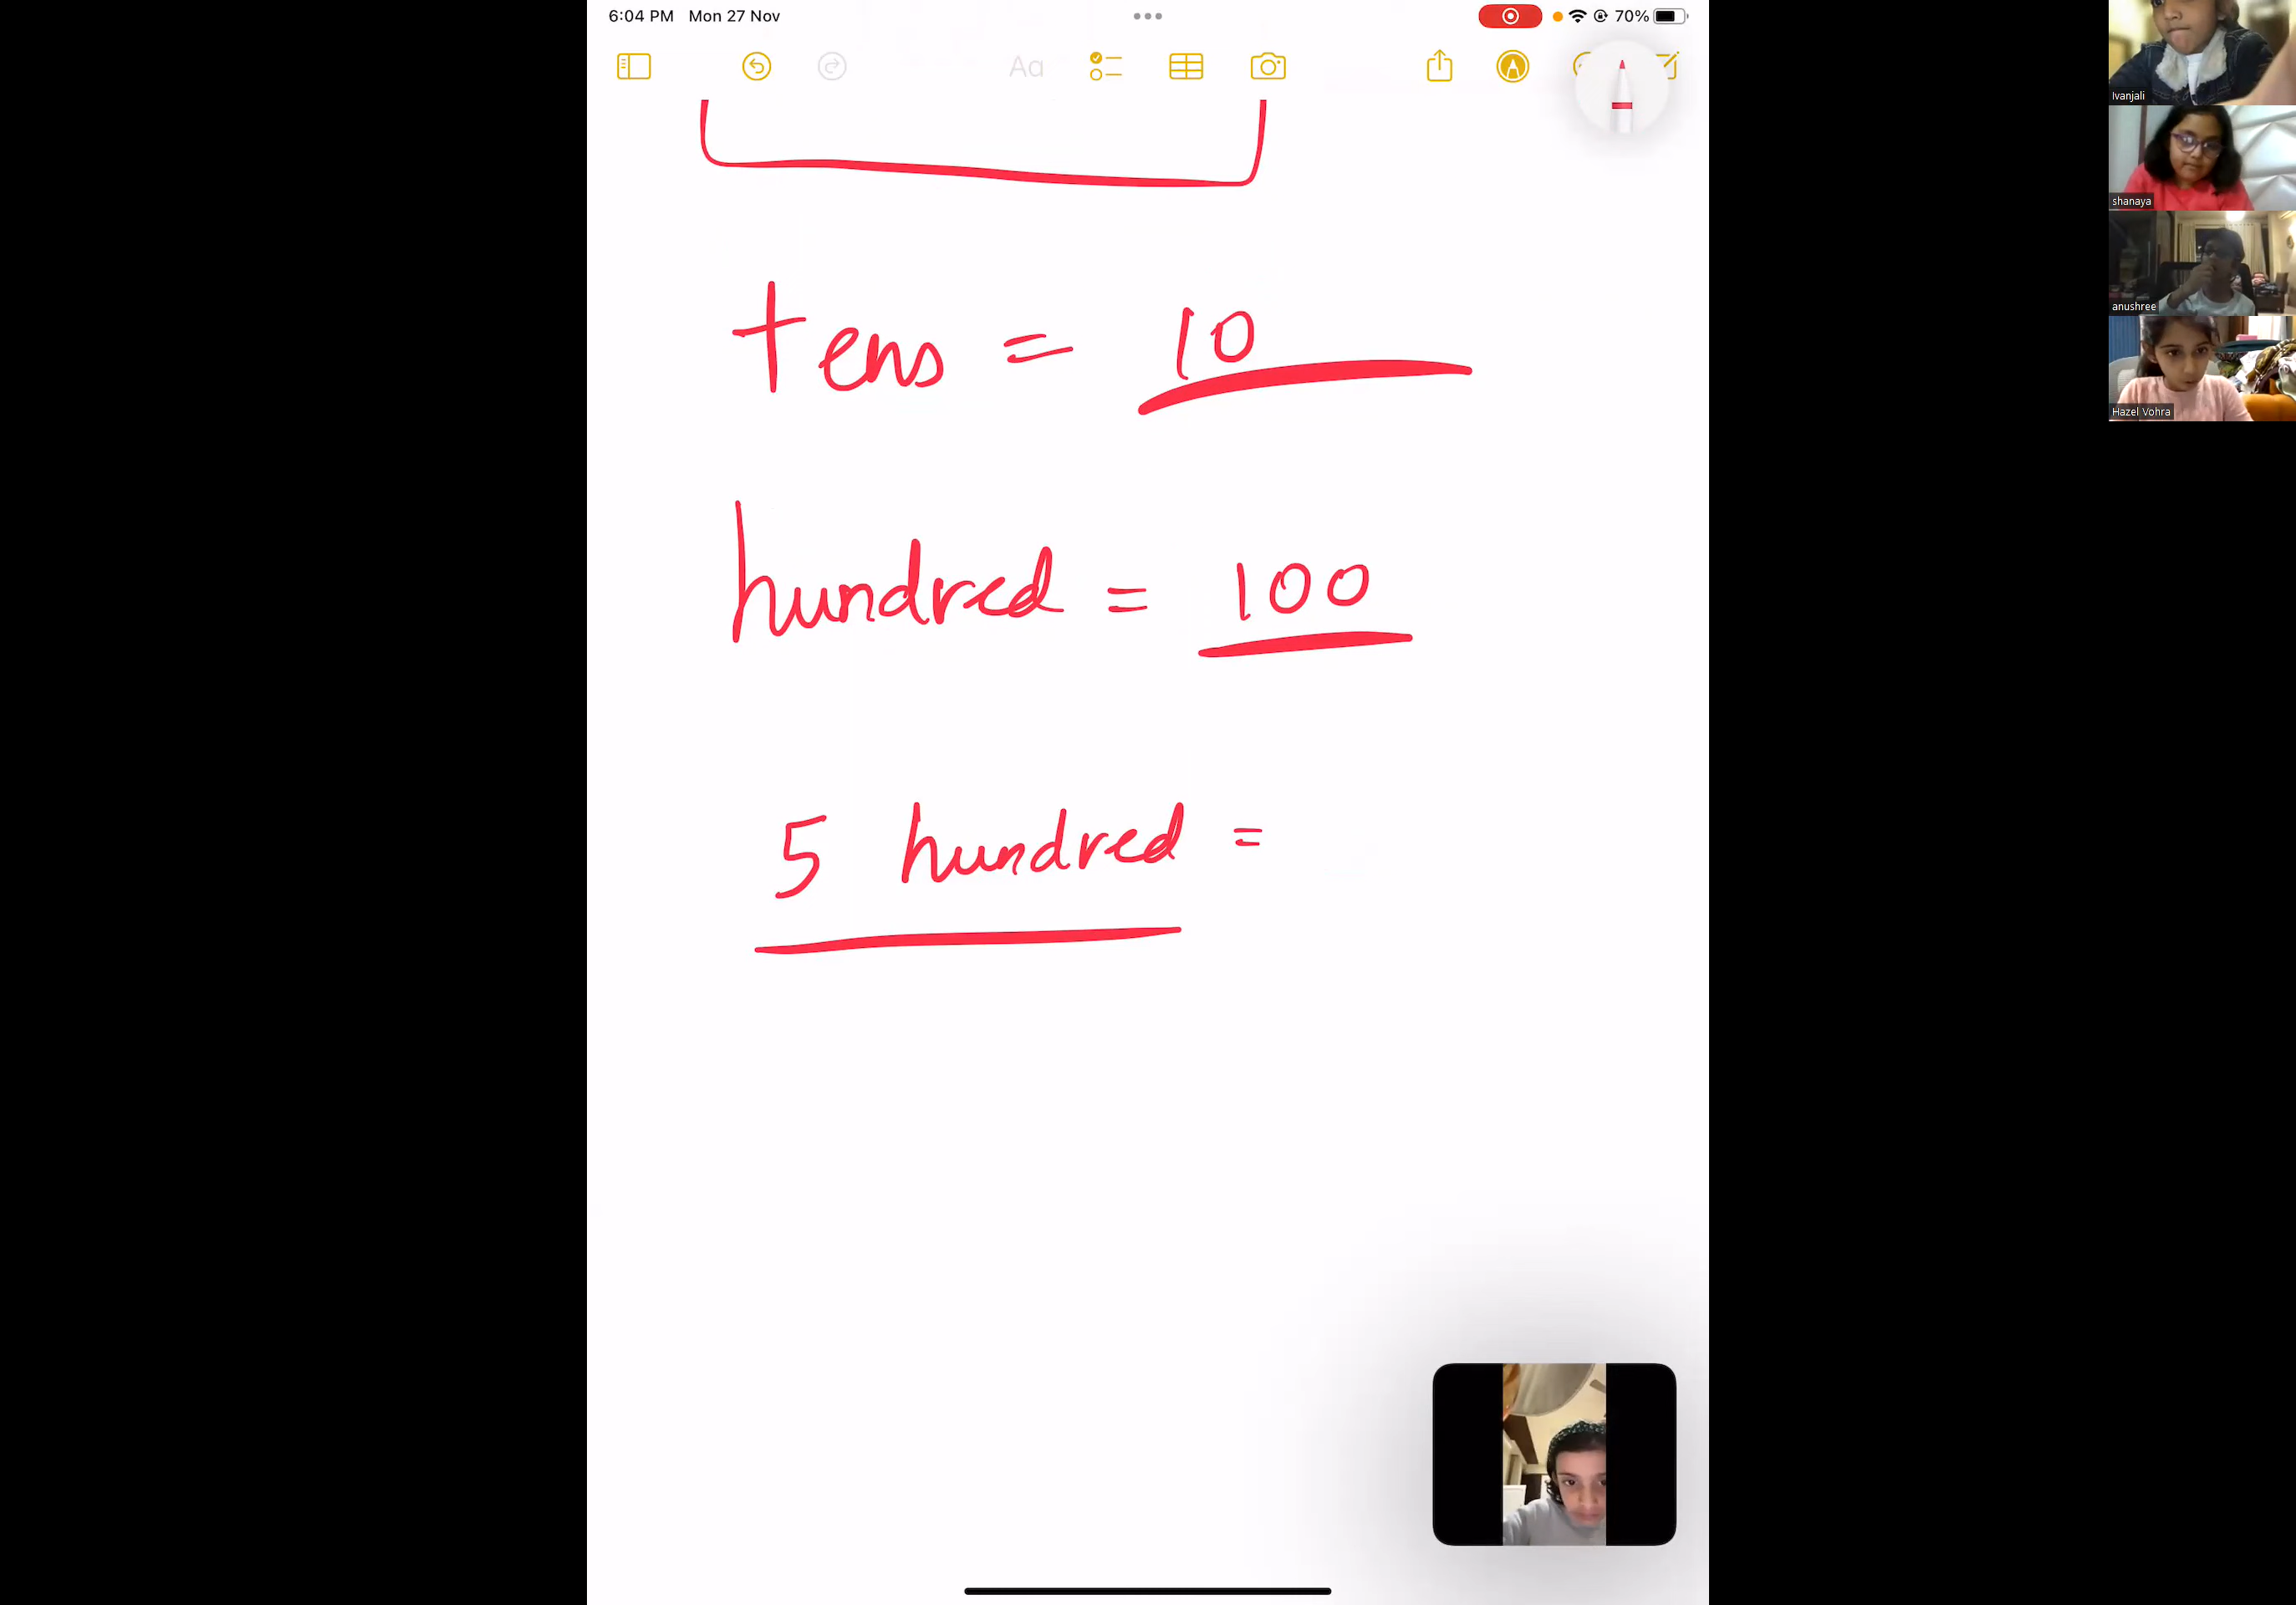 6:04 PM Mon 27 Nov
70%
Aa
Ivanjali
shanaya
anushree
Hazel Vohra
tens = 10
hundred = 100
5 hundred =